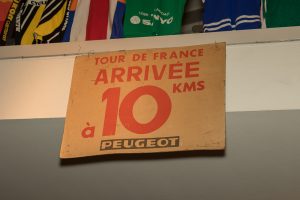 TOUR DE FRANCE
ARRIVÉE
à 10 KMS
PEUGEOT